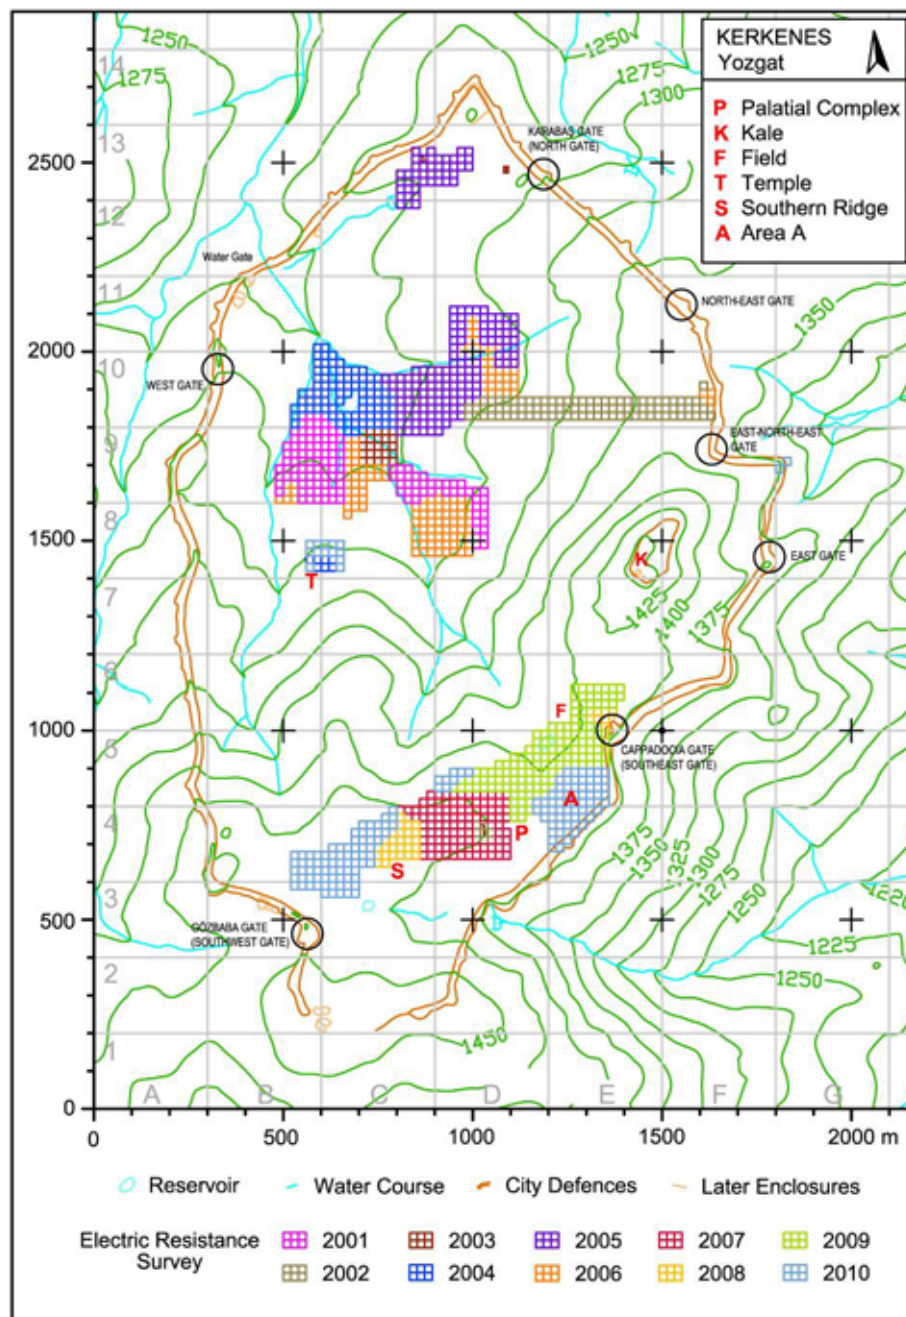 KERKENES
Yozgat
P Palatial Complex
K Kale
F Field
T Temple
S Southern Ridge
A Area A
1250
1275
1250
1275
1300
14
13
12
11
10
9
8
7
6
5
4
3
2
1
2500
2000
1500
1000
500
0
KARABAŞ GATE
(NORTH GATE)
Water Gate
NORTH-EAST GATE
1350
WEST GATE
EAST-NORTH-EAST
GATE
EAST GATE
K
T
1425
1400
1375
F
CAPPADOCIA GATE
(SOUTHEAST GATE)
A
P
S
1375
1350
1325
1300
1275
1250
1220
1225
1250
GÖZBABA GATE
(SOUTHWEST GATE)
1450
A B C D E F G
0 500 1000 1500 2000 m
Reservoir Water Course City Defences Later Enclosures
Electric Resistance
Survey
2001 2003 2005 2007 2009
2002 2004 2006 2008 2010